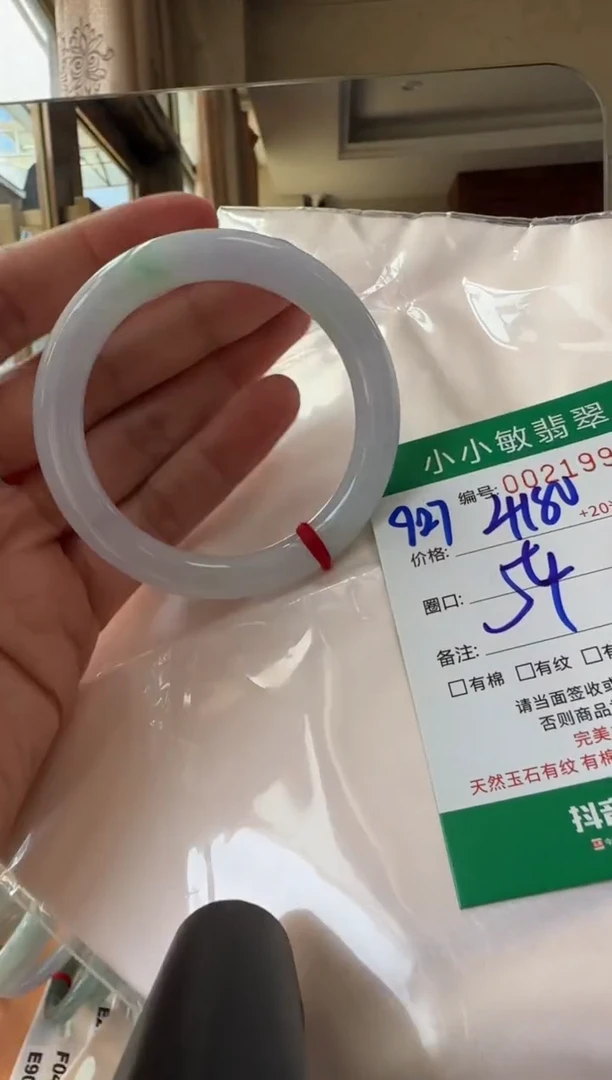 小小敏翡翠
编号: 002199
927 4180 +20
价格:
圈口: 54
备注:
□有棉 □有纹 □有
请当面签收或
否则商品
完美
天然玉石有纹 有棉
抖音
F04
E90